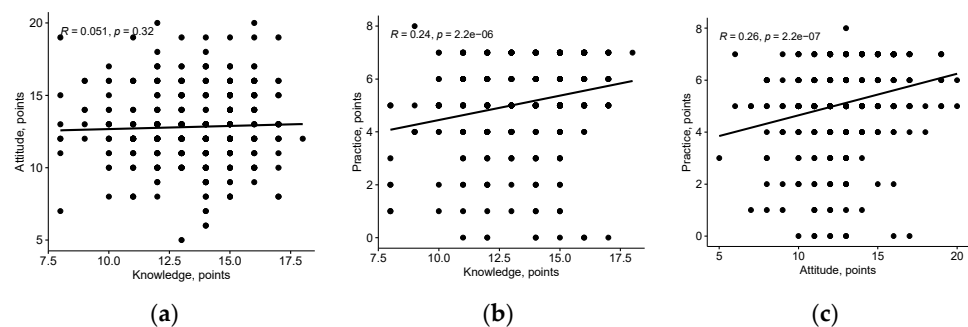 R = 0.051, p = 0.32
20
15
10
5
Attitude, points
7.5 10.0 12.5 15.0 17.5
Knowledge, points
(a)
R = 0.24, p = 2.2e−06
8
6
4
2
0
Practice, points
7.5 10.0 12.5 15.0 17.5
Knowledge, points
(b)
R = 0.26, p = 2.2e−07
8
6
4
2
0
Practice, points
5 10 15 20
Attitude, points
(c)